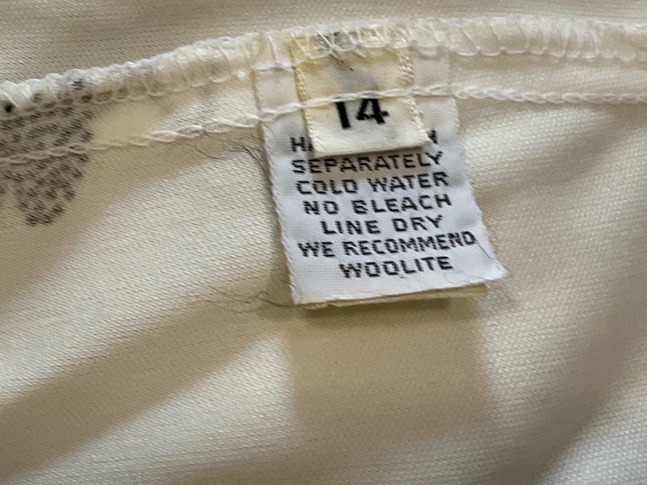 14
SEPARATELY
COLD WATER
NO BLEACH
LINE DRY
WE RECOMMEND
WOOLITE